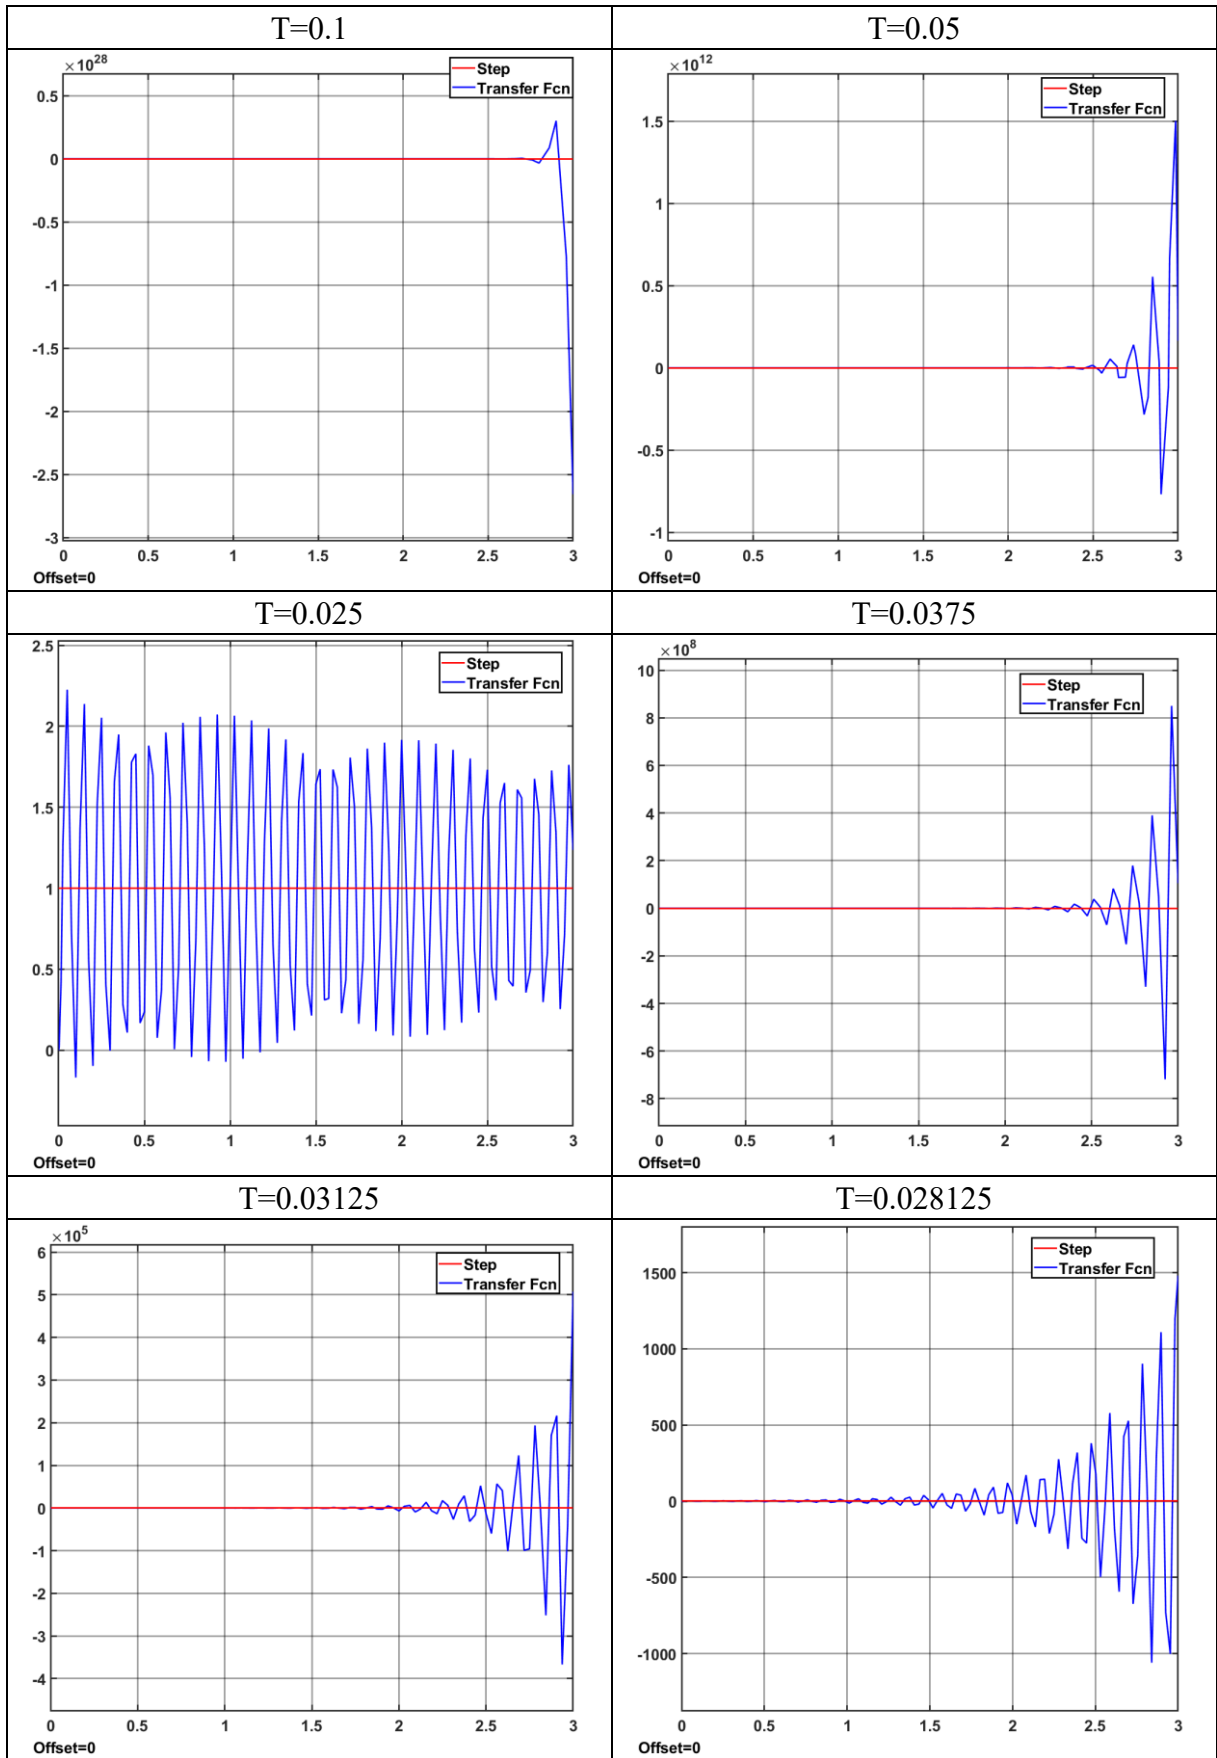 T=0.1
T=0.05
×10^28
Step
Transfer Fcn
0.5
0
-0.5
-1
-1.5
-2
-2.5
-3
0 0.5 1 1.5 2 2.5 3
Offset=0
×10^12
Step
Transfer Fcn
1.5
1
0.5
0
-0.5
-1
0 0.5 1 1.5 2 2.5 3
Offset=0
T=0.025
T=0.0375
Step
Transfer Fcn
2.5
2
1.5
1
0.5
0
0 0.5 1 1.5 2 2.5 3
Offset=0
×10^8
Step
Transfer Fcn
10
8
6
4
2
0
-2
-4
-6
-8
0 0.5 1 1.5 2 2.5 3
Offset=0
T=0.03125
T=0.028125
×10^5
Step
Transfer Fcn
6
5
4
3
2
1
0
-1
-2
-3
-4
0 0.5 1 1.5 2 2.5 3
Offset=0
Step
Transfer Fcn
1500
1000
500
0
-500
-1000
0 0.5 1 1.5 2 2.5 3
Offset=0